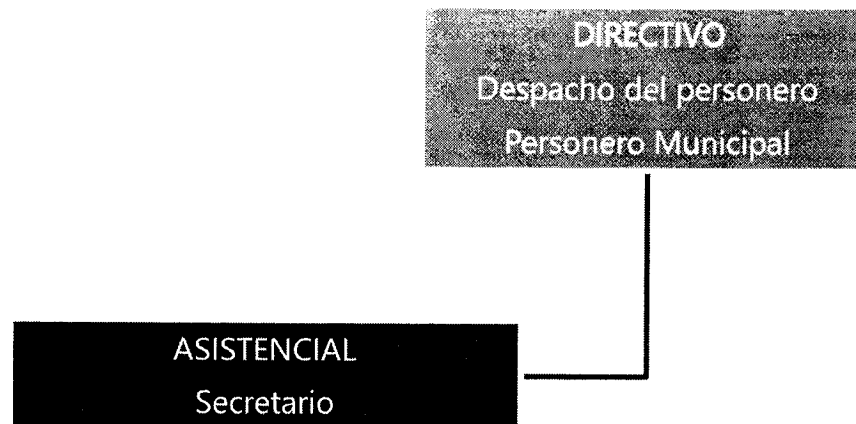 DIRECTIVO
Despacho del personero
Personero Municipal
ASISTENCIAL
Secretario